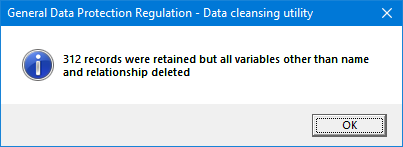 General Data Protection Regulation - Data cleansing utility
312 records were retained but all variables other than name
and relationship deleted
OK